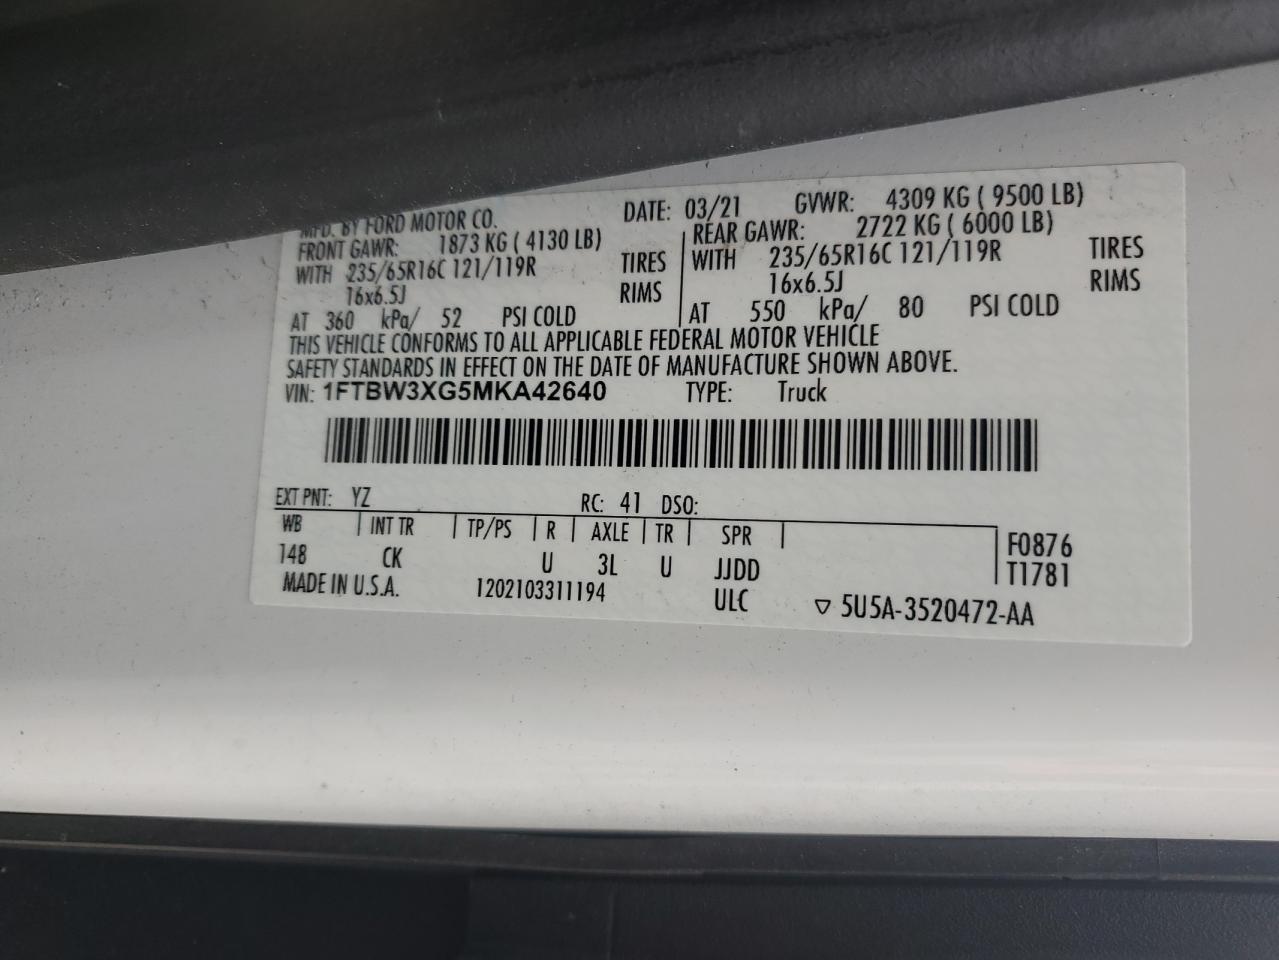 MFD. BY FORD MOTOR CO. DATE: 03/21 GVWR: 4309 KG ( 9500 LB)
FRONT GAWR: 1873 KG ( 4130 LB) REAR GAWR: 2722 KG ( 6000 LB)
WITH 235/65R16C 121/119R TIRES WITH 235/65R16C 121/119R TIRES
16x6.5J RIMS 16x6.5J RIMS
AT 360 kPa/ 52 PSI COLD AT 550 kPa/ 80 PSI COLD
THIS VEHICLE CONFORMS TO ALL APPLICABLE FEDERAL MOTOR VEHICLE
SAFETY STANDARDS IN EFFECT ON THE DATE OF MANUFACTURE SHOWN ABOVE.
VIN: 1FTBW3XG5MKA42640 TYPE: Truck
EXT PNT: YZ RC: 41 DSO:
WB INT TR TP/PS R AXLE TR SPR F0876
148 CK U 3L U JJDD T1781
MADE IN U.S.A. 1202103311194 ULC ▽ 5U5A-3520472-AA